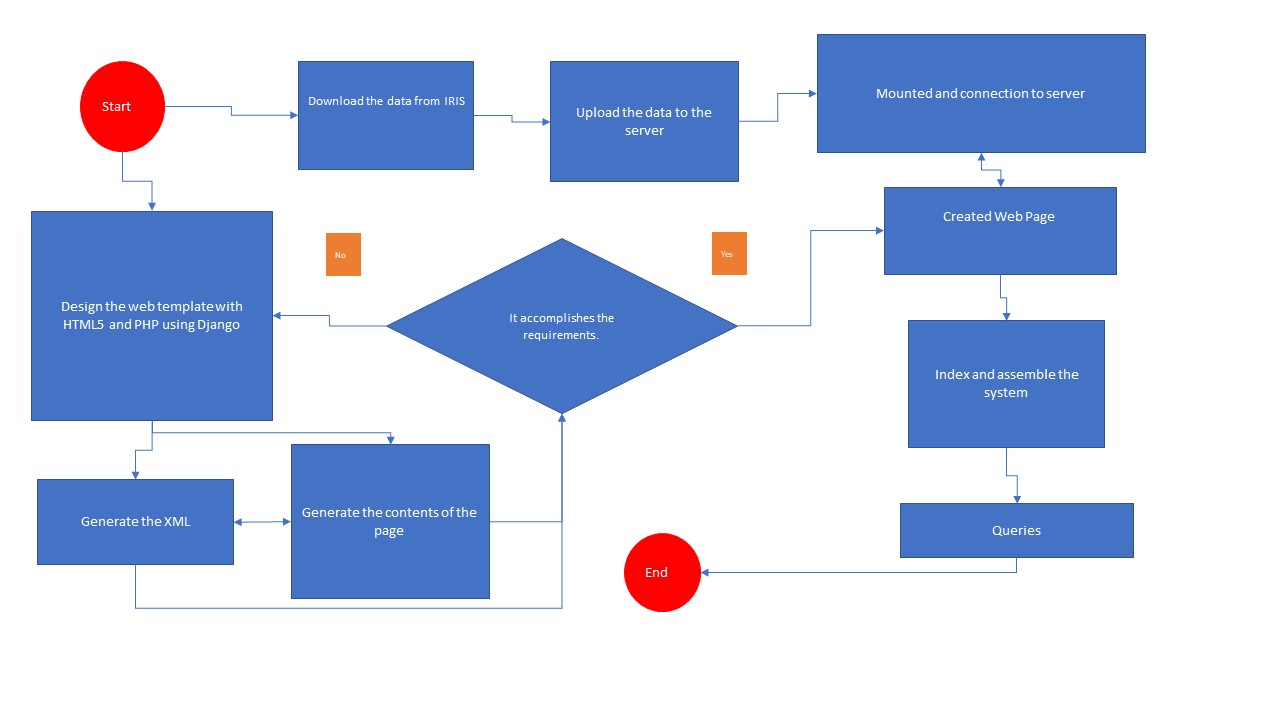 Start
Download the data from IRIS
Upload the data to the
server
Mounted and connection to server
Created Web Page
No
Yes
Design the web template with
HTML5 and PHP using Django
It accomplishes the
requirements.
Index and assemble the
system
Generate the XML
Generate the contents of the
page
Queries
End